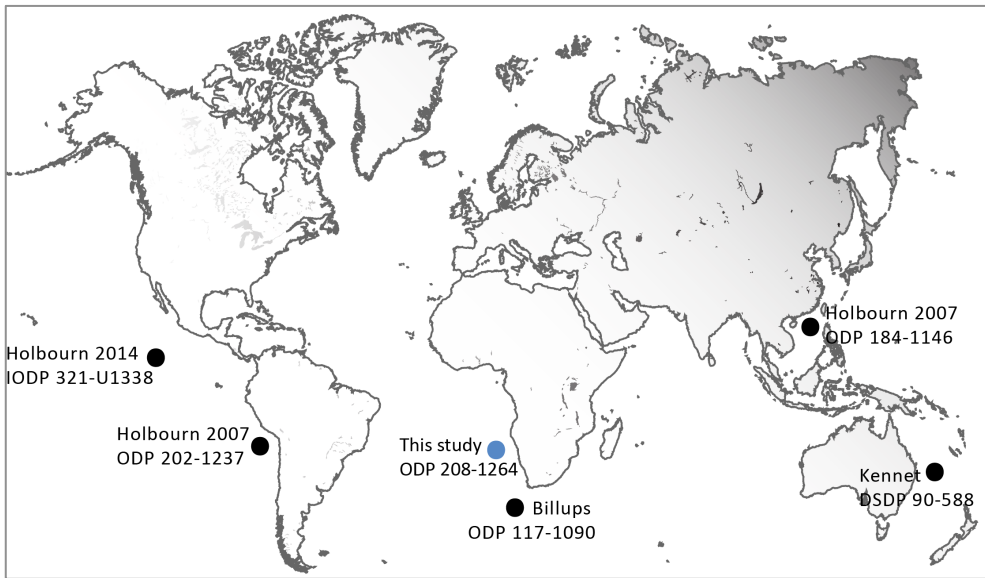 Holbourn 2007
ODP 184-1146
Holbourn 2014
IODP 321-U1338
Holbourn 2007
ODP 202-1237
This study
ODP 208-1264
Kennet
DSDP 90-588
Billups
ODP 117-1090